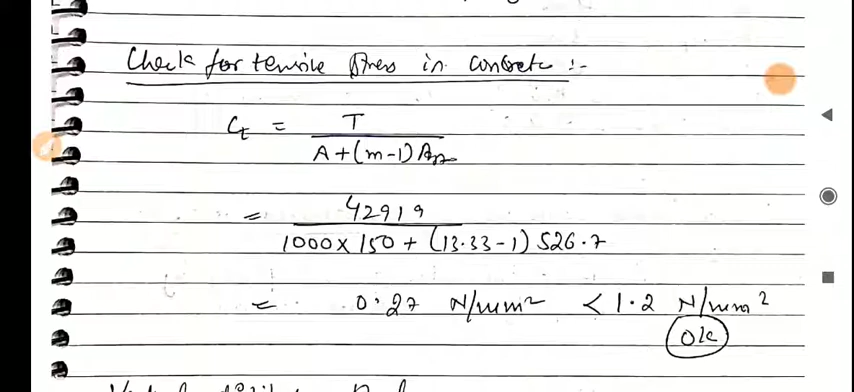 Check for tensile stress in concrete :-
Ct = T / A + (m-1) Ast
= 42919 / 1000 x 150 + (13.33 - 1) 526.7
= 0.27 N/mm² < 1.2 N/mm²
Ok